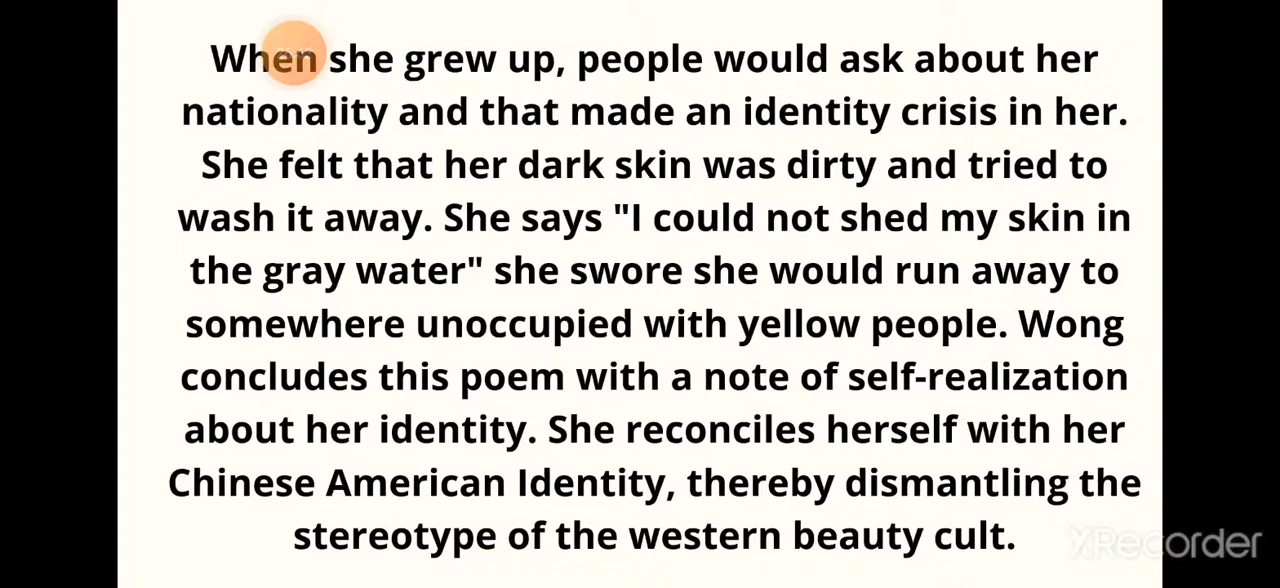 When she grew up, people would ask about her
nationality and that made an identity crisis in her.
She felt that her dark skin was dirty and tried to
wash it away. She says "I could not shed my skin in
the gray water" she swore she would run away to
somewhere unoccupied with yellow people. Wong
concludes this poem with a note of self-realization
about her identity. She reconciles herself with her
Chinese American Identity, thereby dismantling the
stereotype of the western beauty cult.
XRecorder